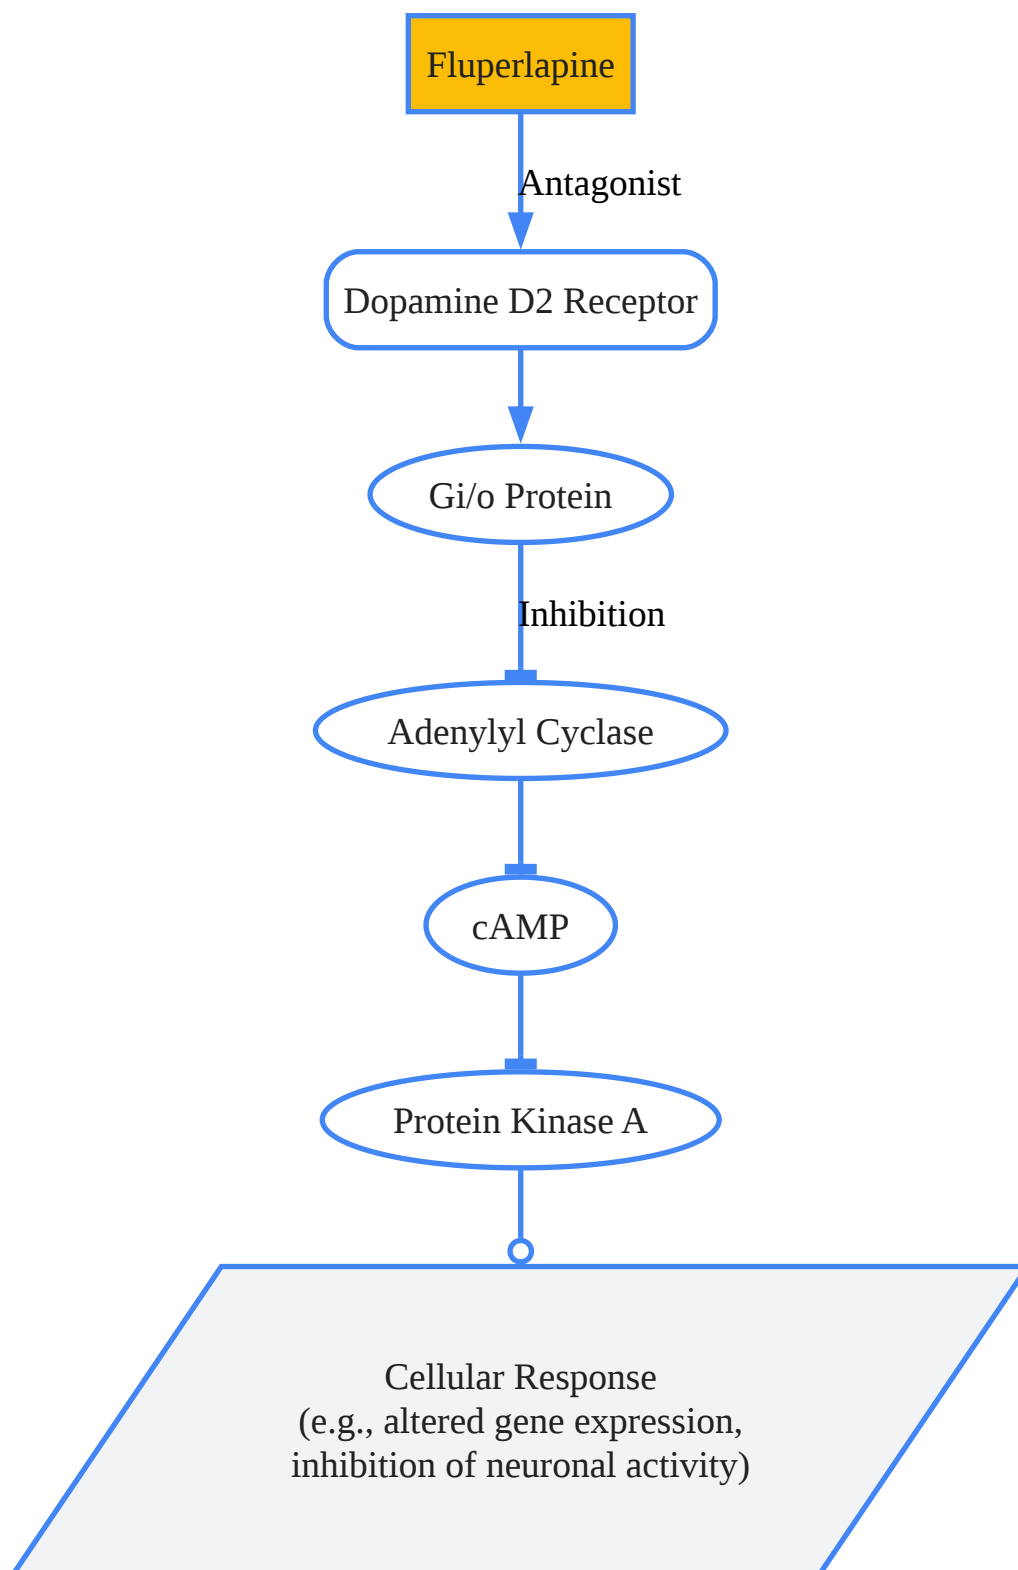 Fluperlapine
Antagonist
Dopamine D2 Receptor
Gi/o Protein
Inhibition
Adenylyl Cyclase
cAMP
Protein Kinase A
Cellular Response
(e.g., altered gene expression,
inhibition of neuronal activity)